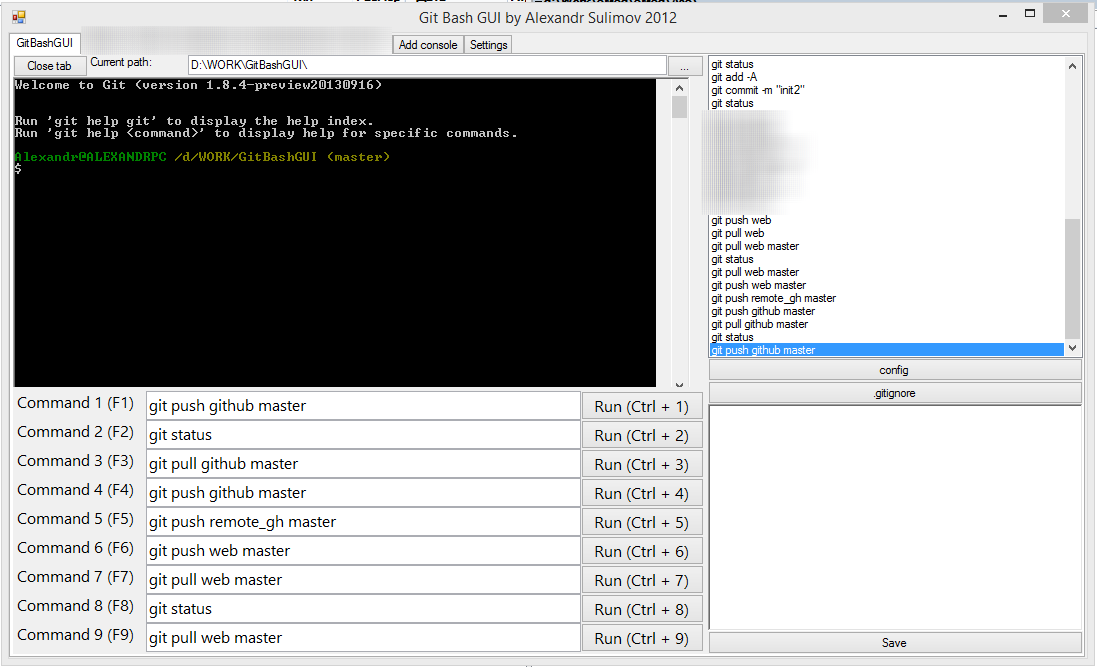 Git Bash GUI by Alexandr Sulimov 2012
GitBashGUI
Add console
Settings
Close tab
Current path:
D:\WORK\GitBashGUI\
...
Welcome to Git (version 1.8.4-preview20130916)
Run 'git help git' to display the help index.
Run 'git help <command>' to display help for specific commands.
Alexandr@ALEXANDRPC /d/WORK/GitBashGUI (master)
$
git status
git add -A
git commit -m "init2"
git status
git push web
git pull web
git pull web master
git status
git pull web master
git push web master
git push remote_gh master
git push github master
git pull github master
git status
git push github master
config
.gitignore
Command 1 (F1) git push github master Run (Ctrl + 1)
Command 2 (F2) git status Run (Ctrl + 2)
Command 3 (F3) git pull github master Run (Ctrl + 3)
Command 4 (F4) git push github master Run (Ctrl + 4)
Command 5 (F5) git push remote_gh master Run (Ctrl + 5)
Command 6 (F6) git push web master Run (Ctrl + 6)
Command 7 (F7) git pull web master Run (Ctrl + 7)
Command 8 (F8) git status Run (Ctrl + 8)
Command 9 (F9) git pull web master Run (Ctrl + 9)
Save